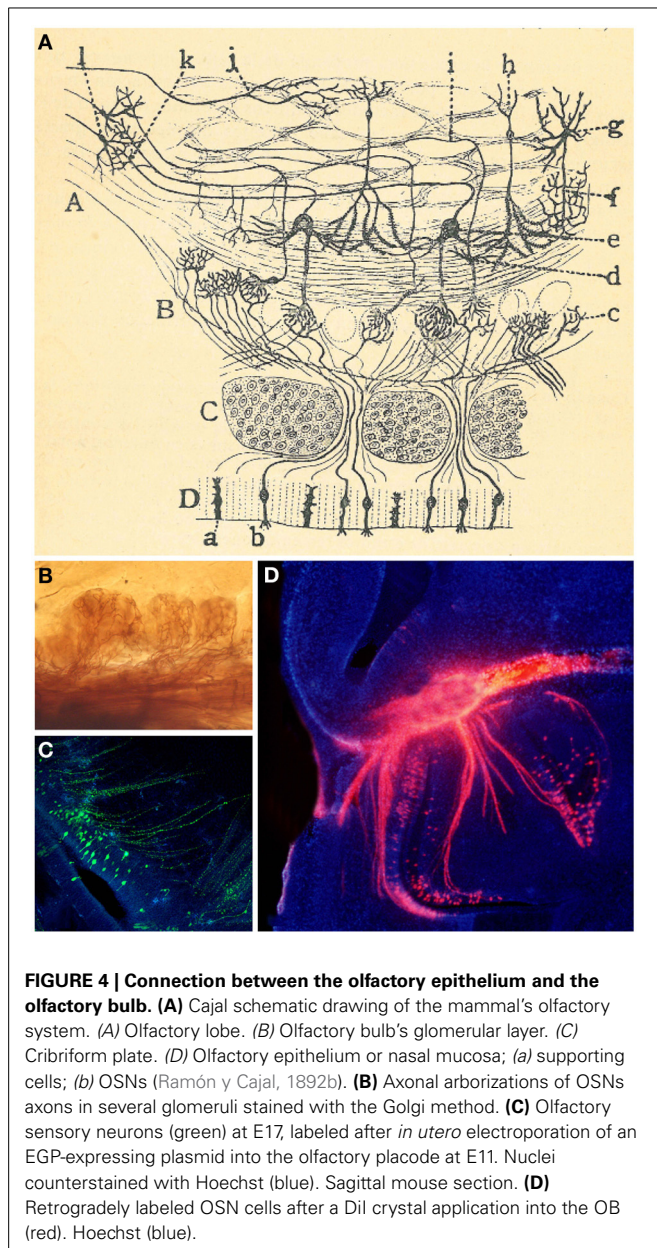 A
l
k
j
i
h
g
A
f
e
d
B
c
C
D
a
b
B
D
C
FIGURE 4 | Connection between the olfactory epithelium and the
olfactory bulb. (A) Cajal schematic drawing of the mammal's olfactory
system. (A) Olfactory lobe. (B) Olfactory bulb's glomerular layer. (C)
Cribriform plate. (D) Olfactory epithelium or nasal mucosa; (a) supporting
cells; (b) OSNs (Ramón y Cajal, 1892b). (B) Axonal arborizations of OSNs
axons in several glomeruli stained with the Golgi method. (C) Olfactory
sensory neurons (green) at E17, labeled after in utero electroporation of an
EGP-expressing plasmid into the olfactory placode at E11. Nuclei
counterstained with Hoechst (blue). Sagittal mouse section. (D)
Retrogradely labeled OSN cells after a DiI crystal application into the OB
(red). Hoechst (blue).